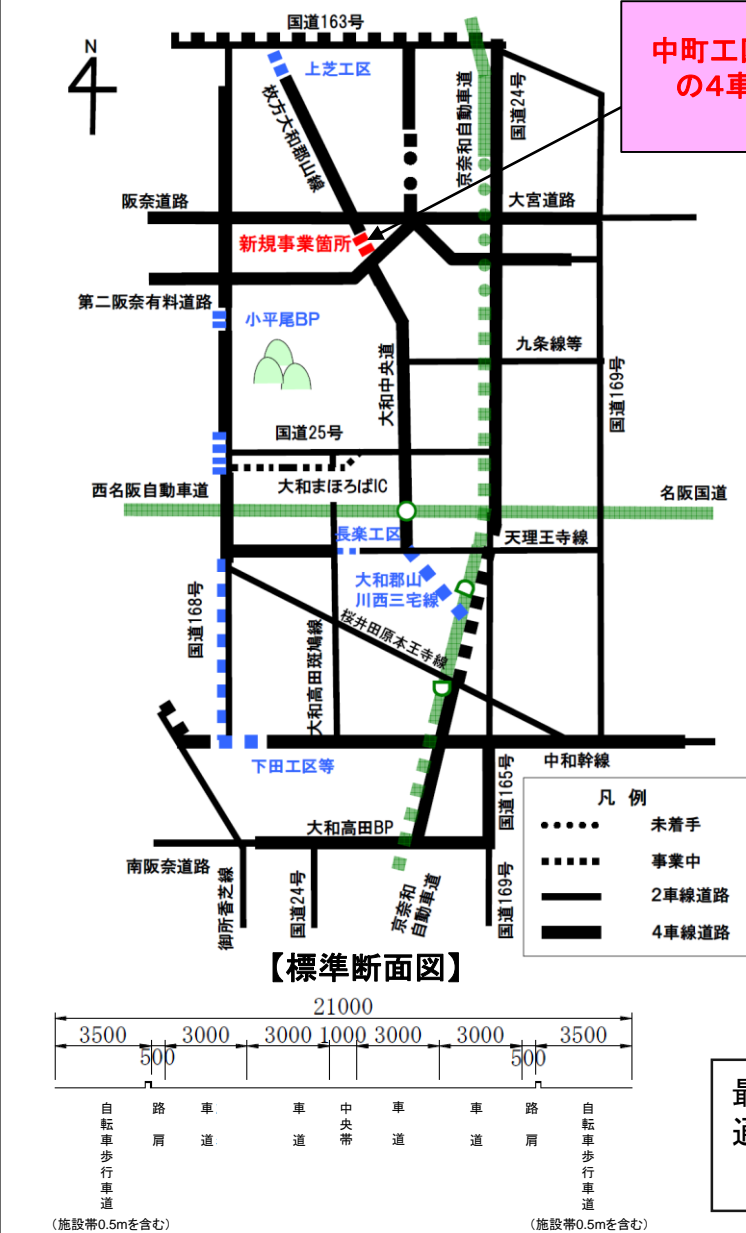 国道163号
N
上芝工区
枚方大和郡山線
京奈和自動車道
国道24号
中町工区
の4車
阪奈道路
大宮道路
新規事業箇所
第二阪奈有料道路
小平尾BP
大和中央道
九条線等
国道169号
国道25号
大和まほろばIC
西名阪自動車道
名阪国道
長楽工区
天理王寺線
大和郡山
川西三宅線
国道168号
桜井田原本王寺線
大和高田斑鳩線
中和幹線
下田工区等
国道165号
大和高田BP
南阪奈道路
御所香芝線
国道24号
京奈和
自動車道
国道169号
凡 例
未着手
事業中
2車線道路
4車線道路
【標準断面図】
21000
3500 3000 3000 1000 3000 3000 3500
500 500
自転車歩行車道
路肩
車道
車道
中央帯
車道
車道
路肩
自転車歩行車道
(施設帯0.5mを含む)
(施設帯0.5mを含む)